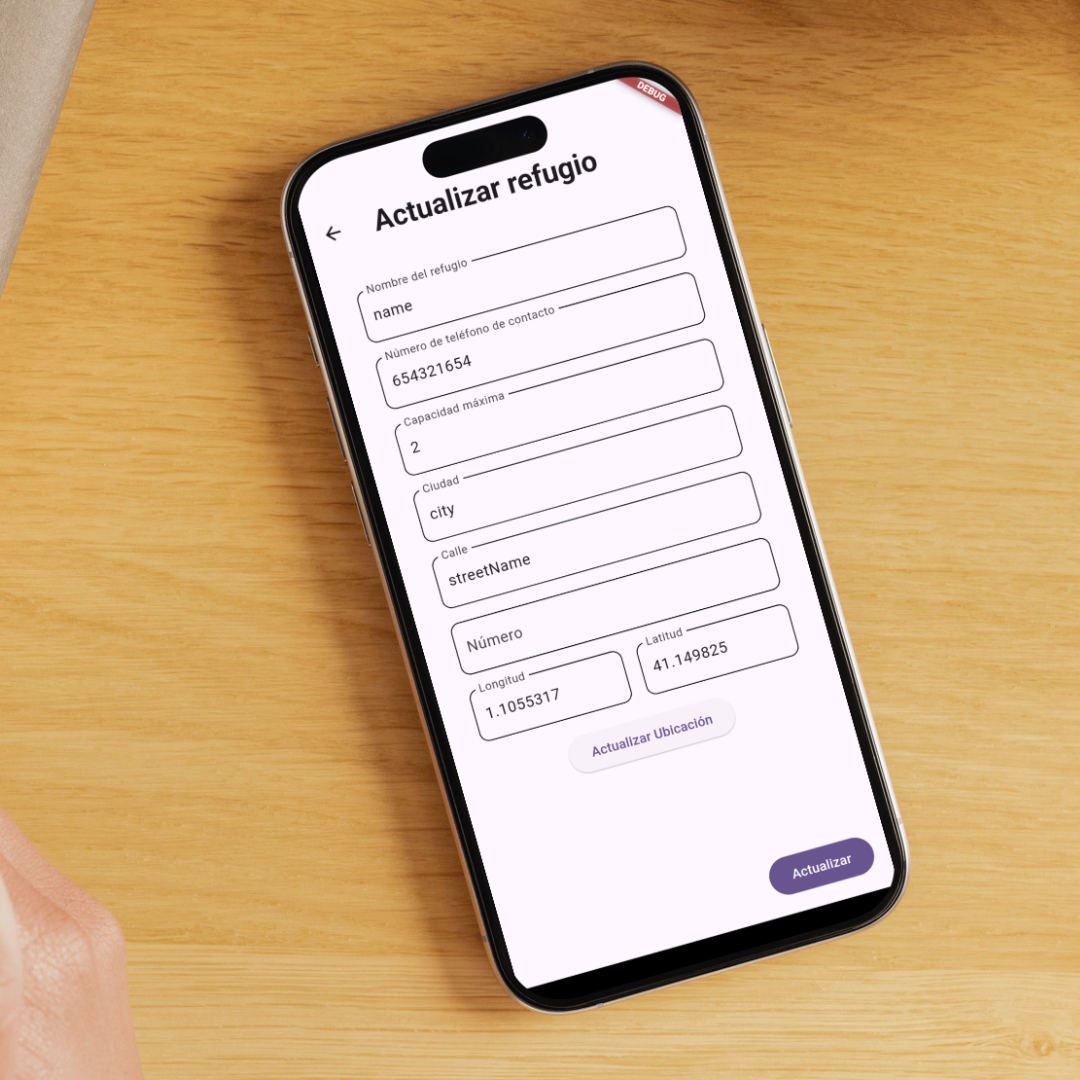 DEBUG
Actualizar refugio
Nombre del refugio
name
Número de teléfono de contacto
654321654
Capacidad máxima
2
Ciudad
city
Calle
streetName
Número
Longitud
1.1055317
Latitud
41.149825
Actualizar Ubicación
Actualizar